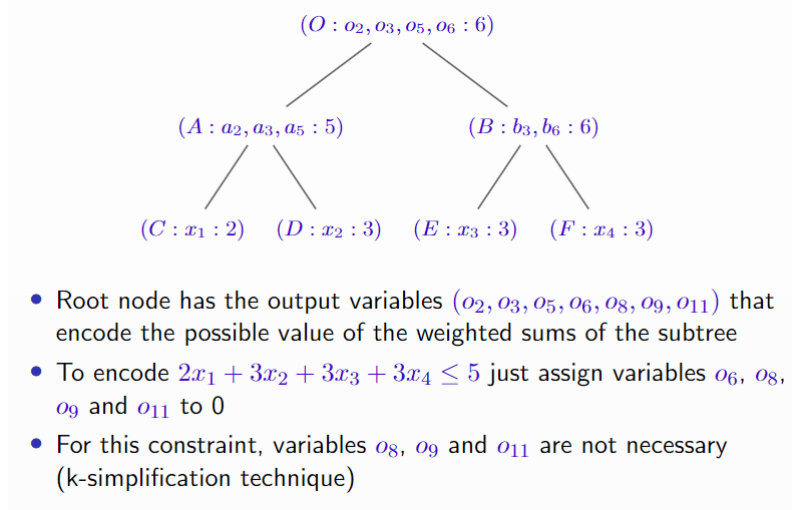 (O : o₂, o₃, o₅, o₆ : 6)
(A : a₂, a₃, a₅ : 5) (B : b₃, b₆ : 6)
(C : x₁ : 2) (D : x₂ : 3) (E : x₃ : 3) (F : x₄ : 3)
• Root node has the output variables (o₂, o₃, o₅, o₆, o₈, o₉, o₁₁) that
encode the possible value of the weighted sums of the subtree
• To encode 2x₁ + 3x₂ + 3x₃ + 3x₄ ≤ 5 just assign variables o₆, o₈,
o₉ and o₁₁ to 0
• For this constraint, variables o₈, o₉ and o₁₁ are not necessary
(k-simplification technique)